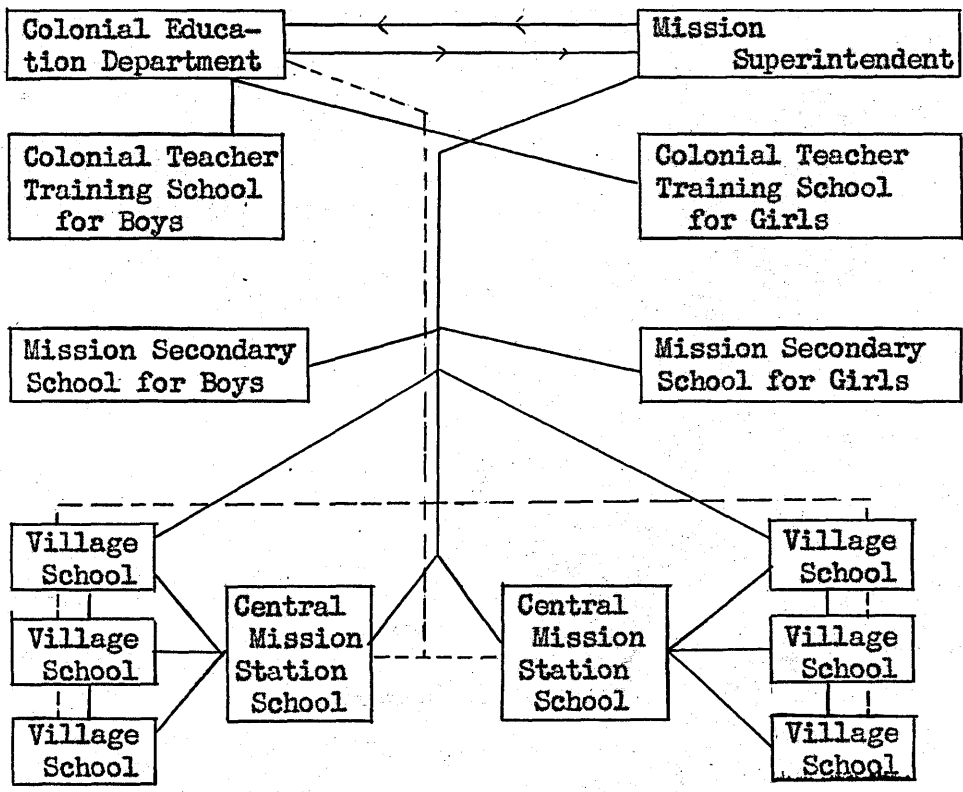 Colonial Educa-
tion Department
Mission
Superintendent
Colonial Teacher
Training School
for Boys
Colonial Teacher
Training School
for Girls
Mission Secondary
School for Boys
Mission Secondary
School for Girls
Village
School
Village
School
Village
School
Central
Mission
Station
School
Central
Mission
Station
School
Village
School
Village
School
Village
School